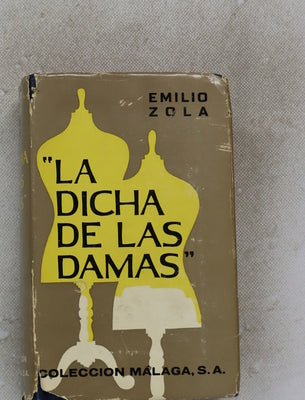 EMILIO
ZOLA
"LA
DICHA
DE LAS
DAMAS"
COLECCION MALAGA, S.A.